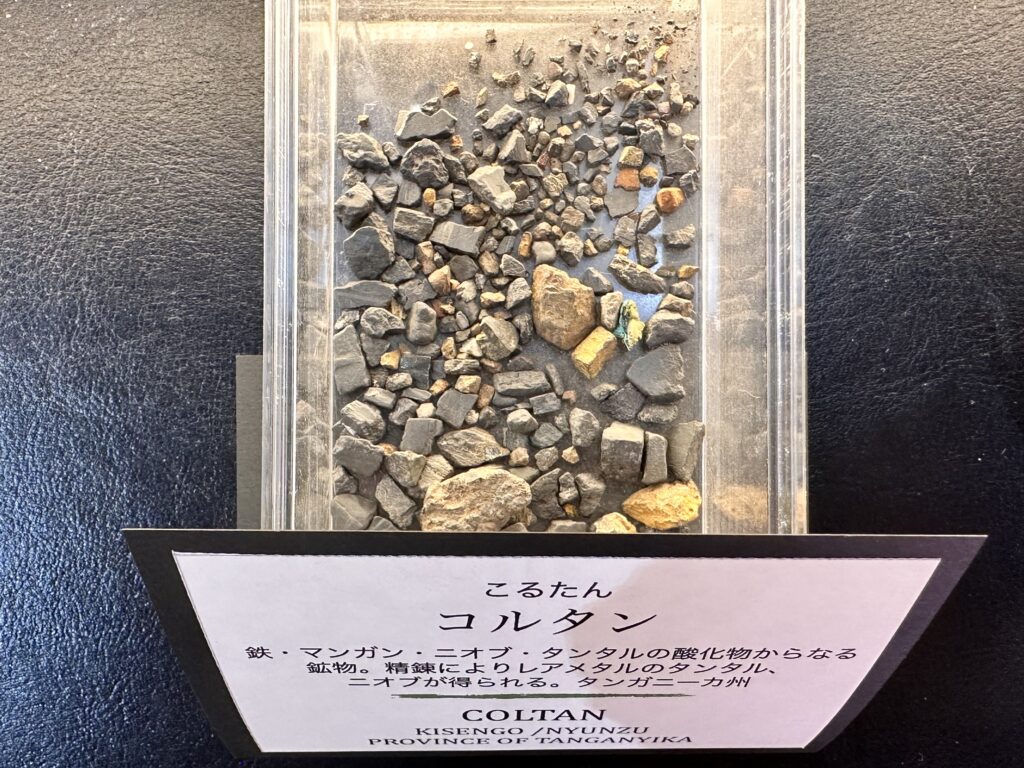 こるたん
コルタン
鉄・マンガン・ニオブ・タンタルの酸化物からなる
鉱物。精錬によりレアメタルのタンタル、
ニオブが得られる。タンガニーカ州
COLTAN
KISENGO /NYUNZU
PROVINCE OF TANGANYIKA